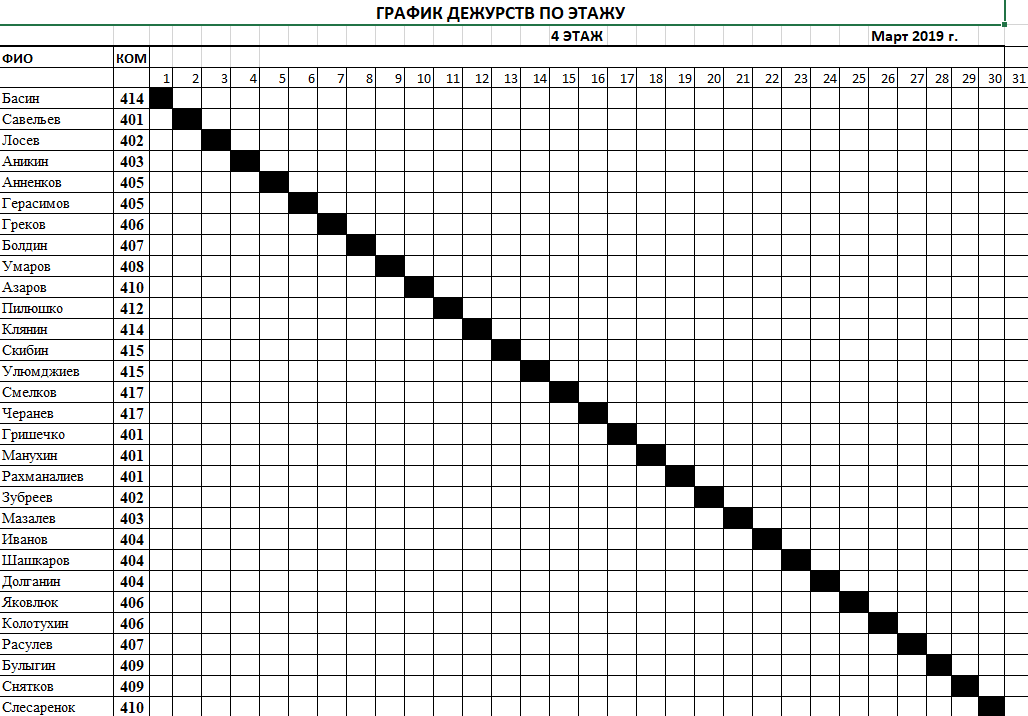 ГРАФИК ДЕЖУРСТВ ПО ЭТАЖУ
4 ЭТАЖ Март 2019 г.
ФИО КОМ
1 2 3 4 5 6 7 8 9 10 11 12 13 14 15 16 17 18 19 20 21 22 23 24 25 26 27 28 29 30 31
Басин 414
Савельев 401
Лосев 402
Аникин 403
Анненков 405
Герасимов 405
Греков 406
Болдин 407
Умаров 408
Азаров 410
Пилюшко 412
Клянин 414
Скибин 415
Улюмджиев 415
Смелков 417
Черанев 417
Гришечко 401
Манухин 401
Рахманалиев 401
Зубреев 402
Мазалев 403
Иванов 404
Шашкаров 404
Долганин 404
Яковлюк 406
Колотухин 406
Расулев 407
Булыгин 409
Снятков 409
Слесаренок 410